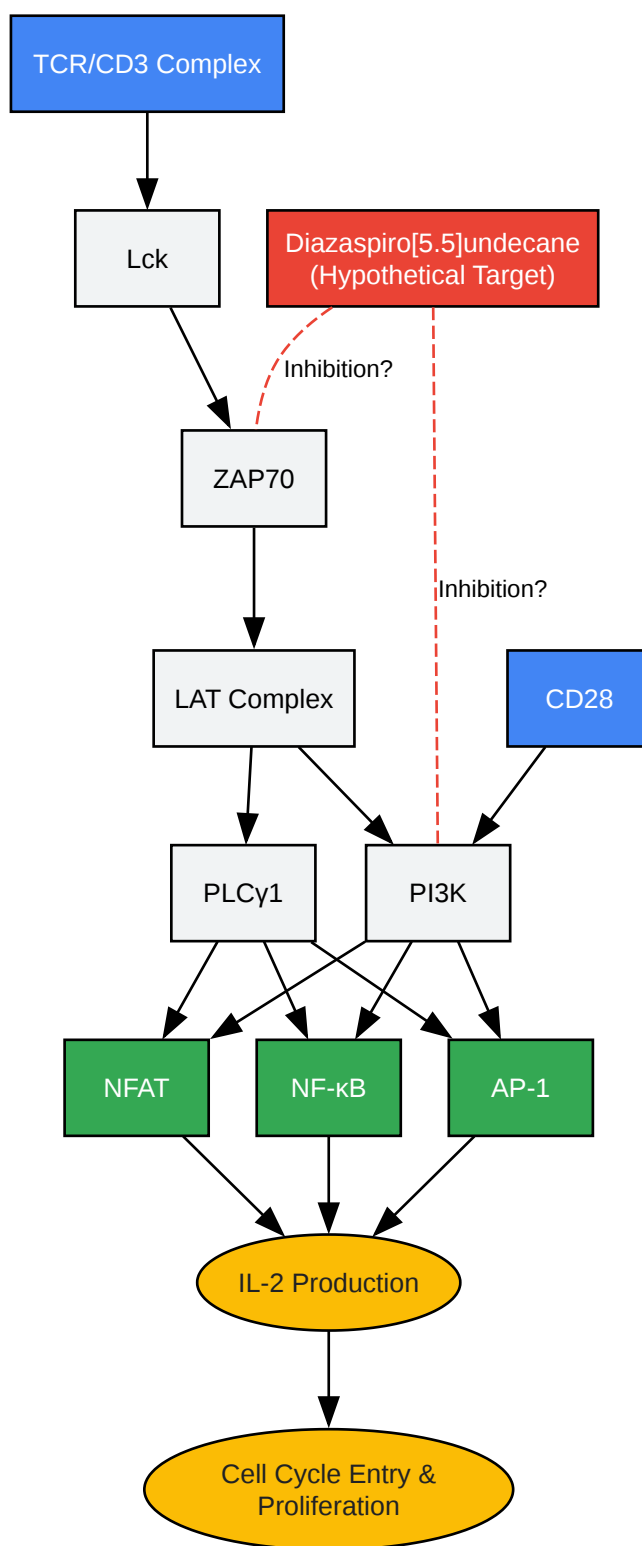 TCR/CD3 Complex
Lck
Diazaspiro[5.5]undecane
(Hypothetical Target)
Inhibition?
ZAP70
Inhibition?
LAT Complex
CD28
PLCγ1
PI3K
NFAT
NF-κB
AP-1
IL-2 Production
Cell Cycle Entry &
Proliferation